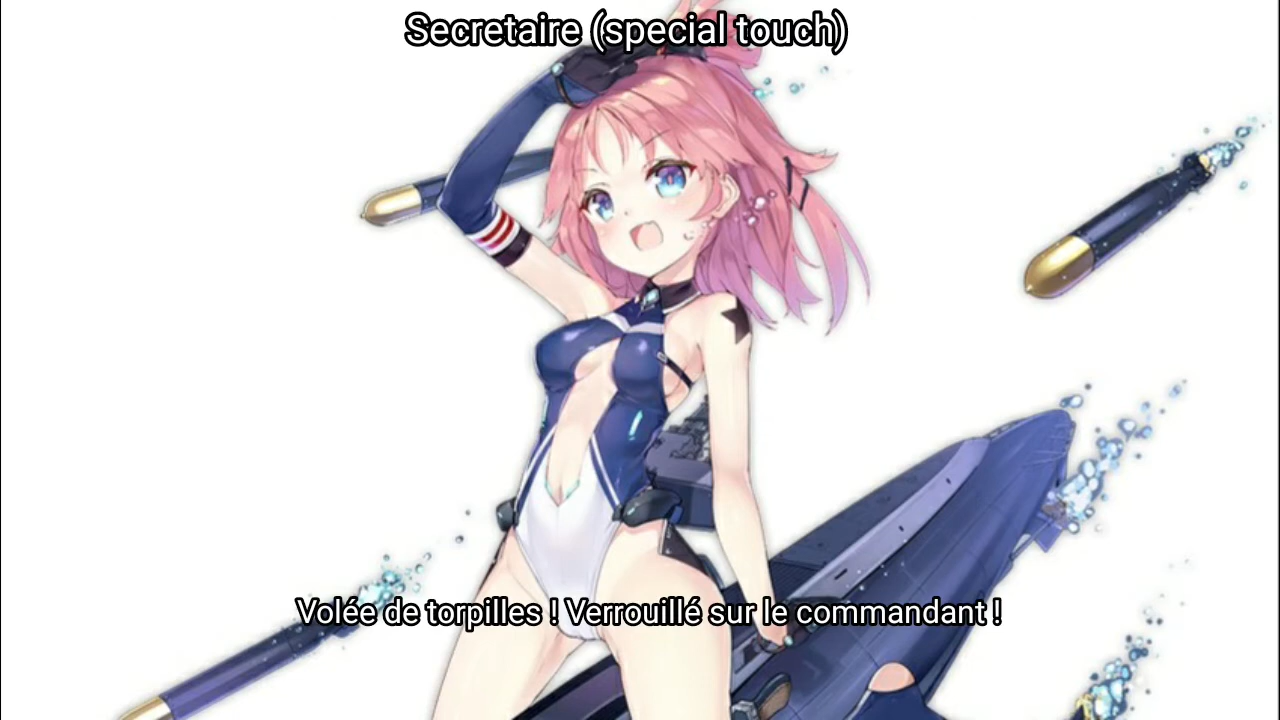 Secretaire (special touch)
Volée de torpilles ! Verrouillé sur le commandant !